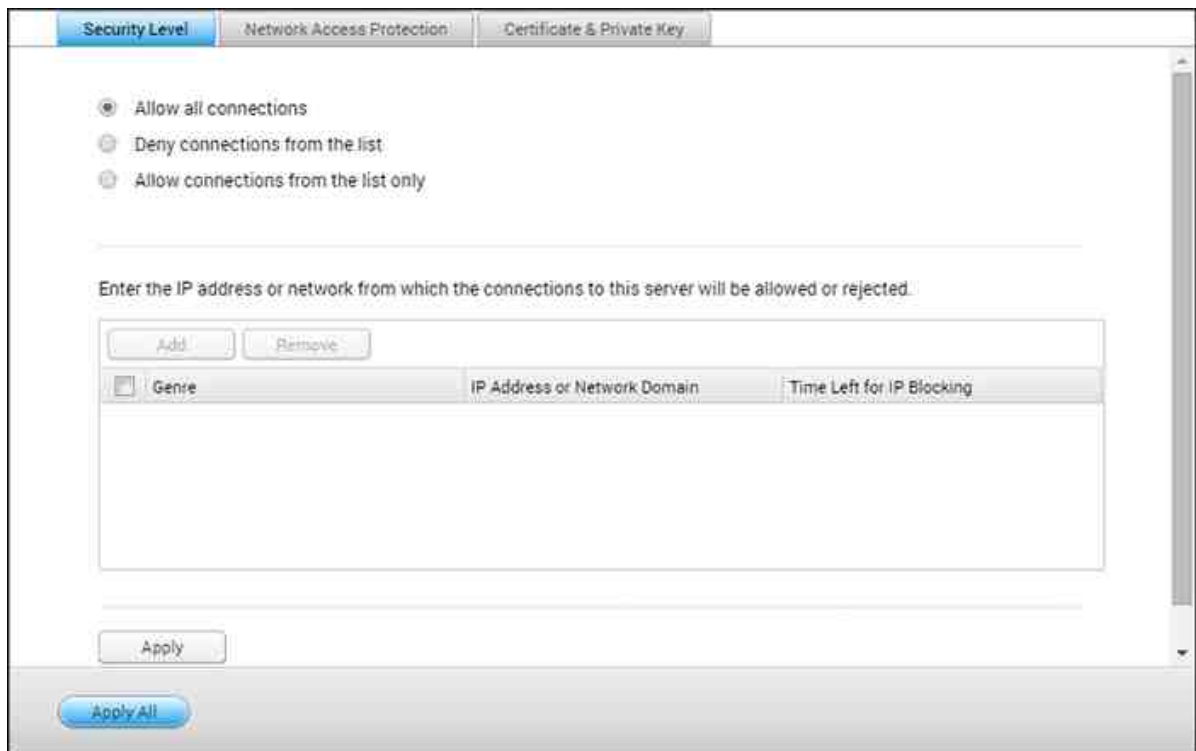 Security Level Network Access Protection Certificate & Private Key
Allow all connections
Deny connections from the list
Allow connections from the list only
Enter the IP address or network from which the connections to this server will be allowed or rejected.
Add Remove
Genre IP Address or Network Domain Time Left for IP Blocking
Apply
Apply All